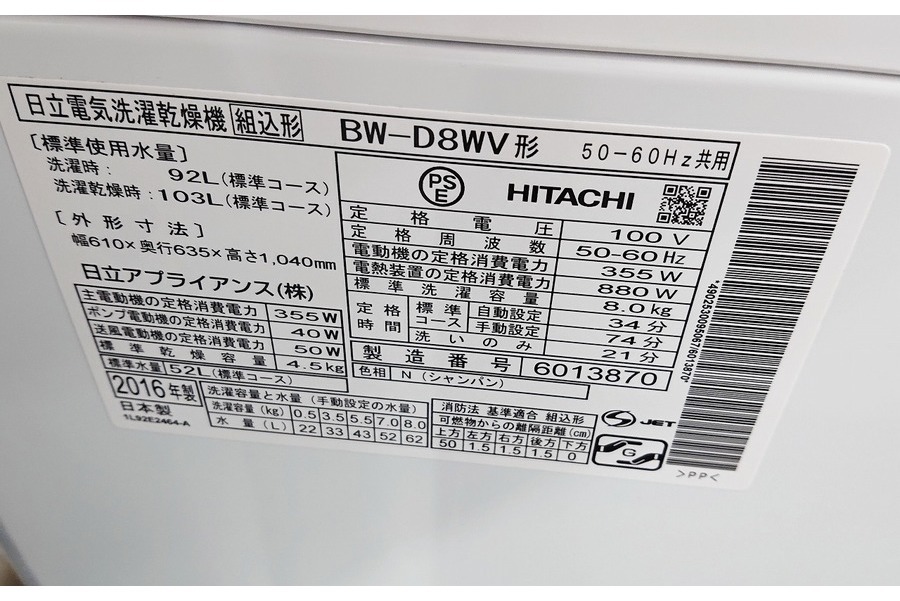 日立電気洗濯乾燥機 組込形 BW-D8WV形 50-60Hz共用
[標準使用水量]
洗濯時: 92L(標準コース)
洗濯乾燥時:103L(標準コース)
[外形寸法]
幅610×奥行635×高さ1,040mm
日立アプライアンス(株)
主電動機の定格消費電力 355W
ポンプ電動機の定格消費電力 40W
送風電動機の定格消費電力 50W
標準乾燥容量 4.5kg
標準水量 52L(標準コース)
2016年製
日本製
1L92E2464-A
PSE HITACHI
定格電圧 100V
定格周波数 50-60Hz
電動機の定格消費電力 355W
電熱装置の定格消費電力 880W
標準洗濯容量 8.0kg
定格時間 標準コース 自動設定 34分
手動設定 74分
洗いのみ 21分
製造番号 6013870
色相 N(シャンパン)
洗濯容量と水量(手動設定の水量)
洗濯容量(kg) 0.5 3.5 5.5 7.0 8.0
水量(L) 22 33 43 52 62
消防法 基準適合 組込形
可燃物からの離隔距離(cm)
上方 左方 右方 後方 下方
50 1.5 1.5 1.5 0
S JET
G
*4902530095067/6013870*
>PP<